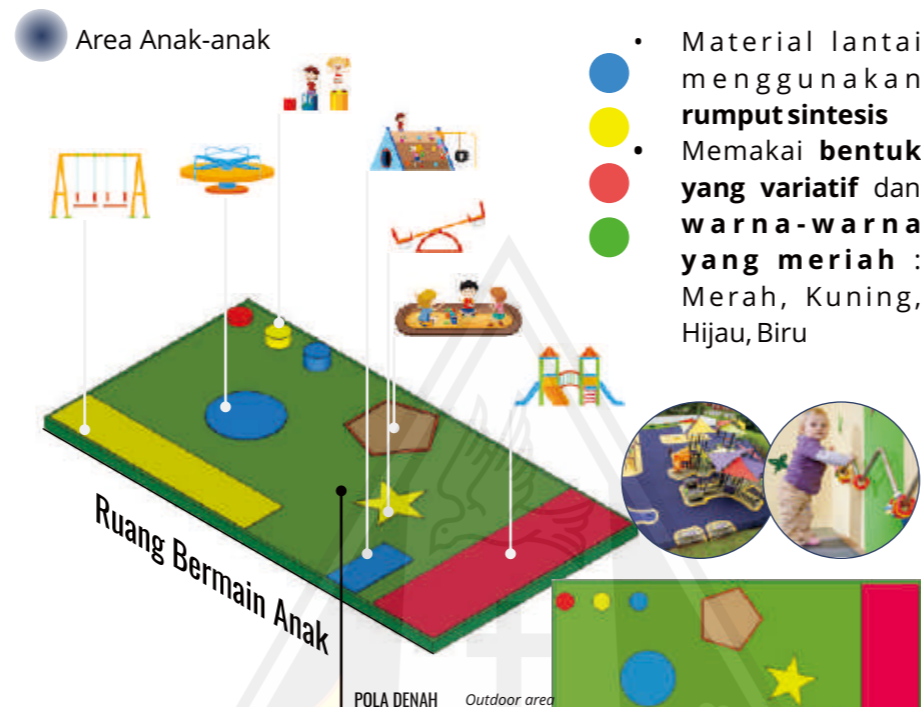 Area Anak-anak
• Material lantai
menggunakan
rumput sintesis
• Memakai bentuk
yang variatif dan
warna-warna
yang meriah :
Merah, Kuning,
Hijau, Biru
Ruang Bermain Anak
POLA DENAH
Outdoor area